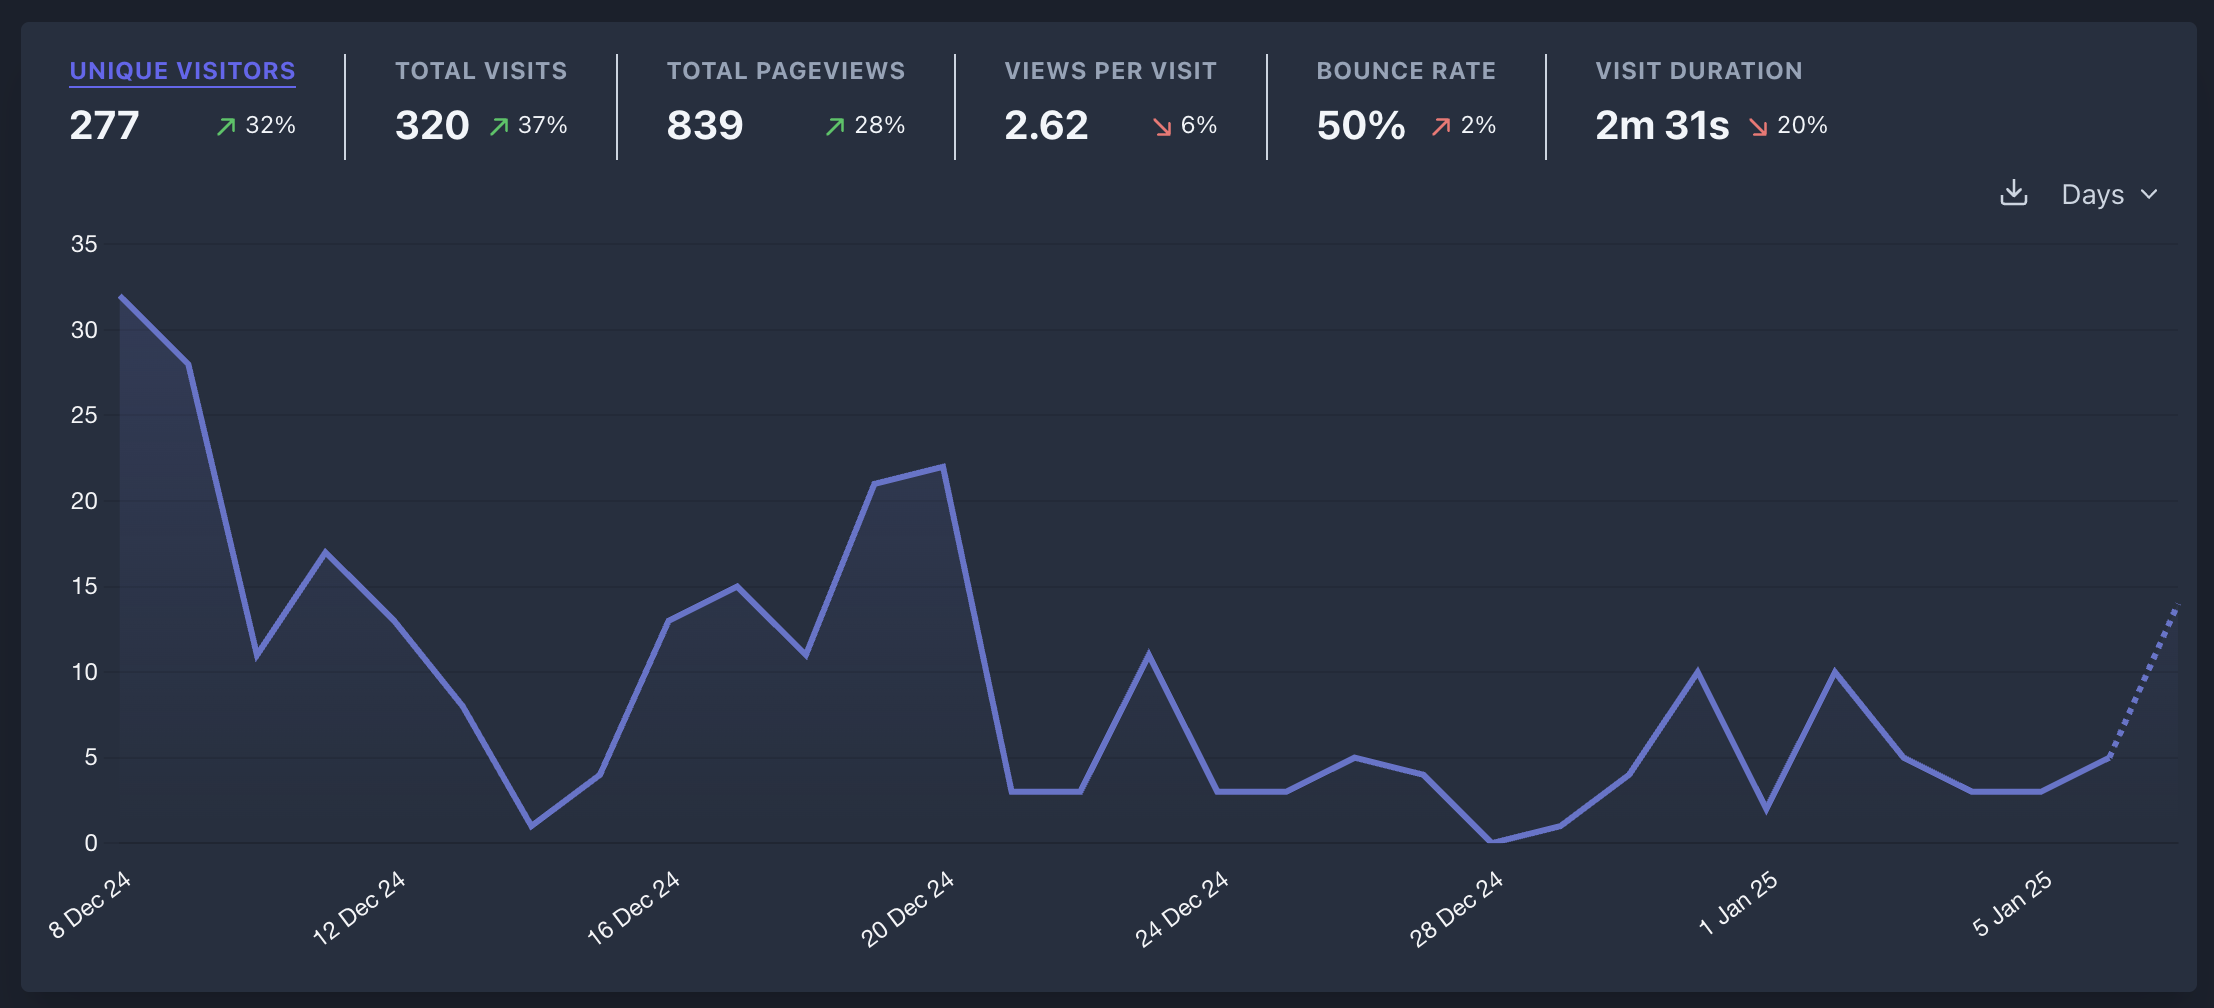 UNIQUE VISITORS
277 32%
TOTAL VISITS
320 37%
TOTAL PAGEVIEWS
839 28%
VIEWS PER VISIT
2.62 6%
BOUNCE RATE
50% 2%
VISIT DURATION
2m 31s 20%
Days
35
30
25
20
15
10
5
0
8 Dec 24
12 Dec 24
16 Dec 24
20 Dec 24
24 Dec 24
28 Dec 24
1 Jan 25
5 Jan 25